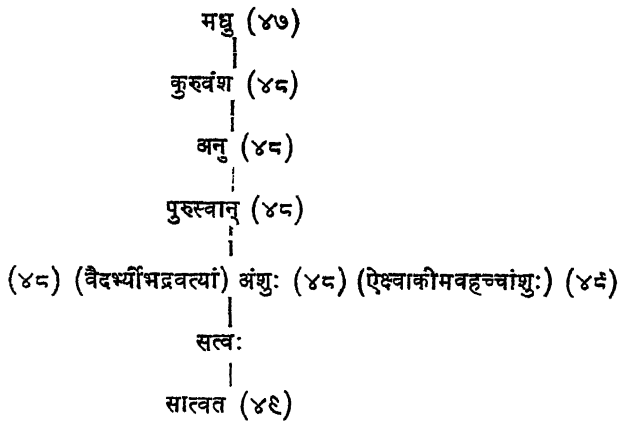 मधु (४७)
कुरुवंश (४८)
अनु (४८)
पुरुस्वान् (४८)
(४८) (वैदर्भ्यीभद्रवत्यां) अंशुः (४८) (ऐक्ष्वाकीमवहच्चांशुः) (४९)
सत्वः
सात्वत (४९)